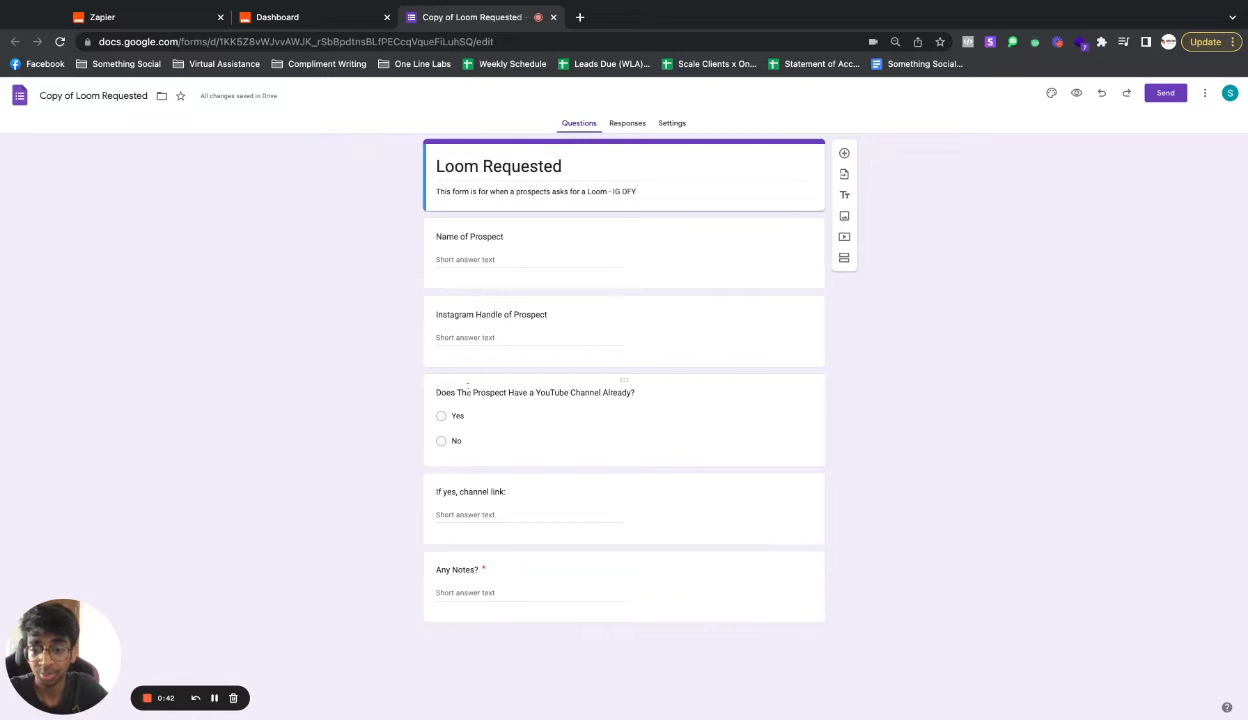 Zapier
Dashboard
Copy of Loom Requested -
docs.google.com/forms/d/1KK5Z8vWJvvAWJK_rSbBpdtnsBLfPECcqVqueFiLuhSQ/edit
7
Update
Facebook
Something Social
Virtual Assistance
Compliment Writing
One Line Labs
Weekly Schedule
Leads Due (WLA)...
Scale Clients x On...
Statement of Acc...
Something Social...
Copy of Loom Requested
All changes saved in Drive
Send
S
Questions
Responses
Settings
Loom Requested
This form is for when a prospects asks for a Loom - IG DFY
Name of Prospect
Short answer text
Instagram Handle of Prospect
Short answer text
Does The Prospect Have a YouTube Channel Already?
Yes
No
If yes, channel link:
Short answer text
Any Notes? *
Short answer text
0:42